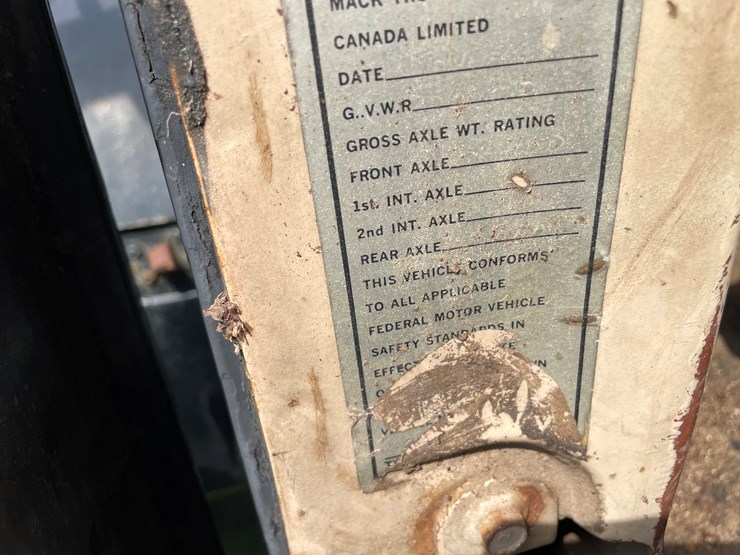 MACK
CANADA LIMITED
DATE
G..V.W.R
GROSS AXLE WT. RATING
FRONT AXLE
1st. INT. AXLE
2nd INT. AXLE
REAR AXLE
THIS VEHICLE CONFORMS
TO ALL APPLICABLE
FEDERAL MOTOR VEHICLE
SAFETY STANDARDS IN